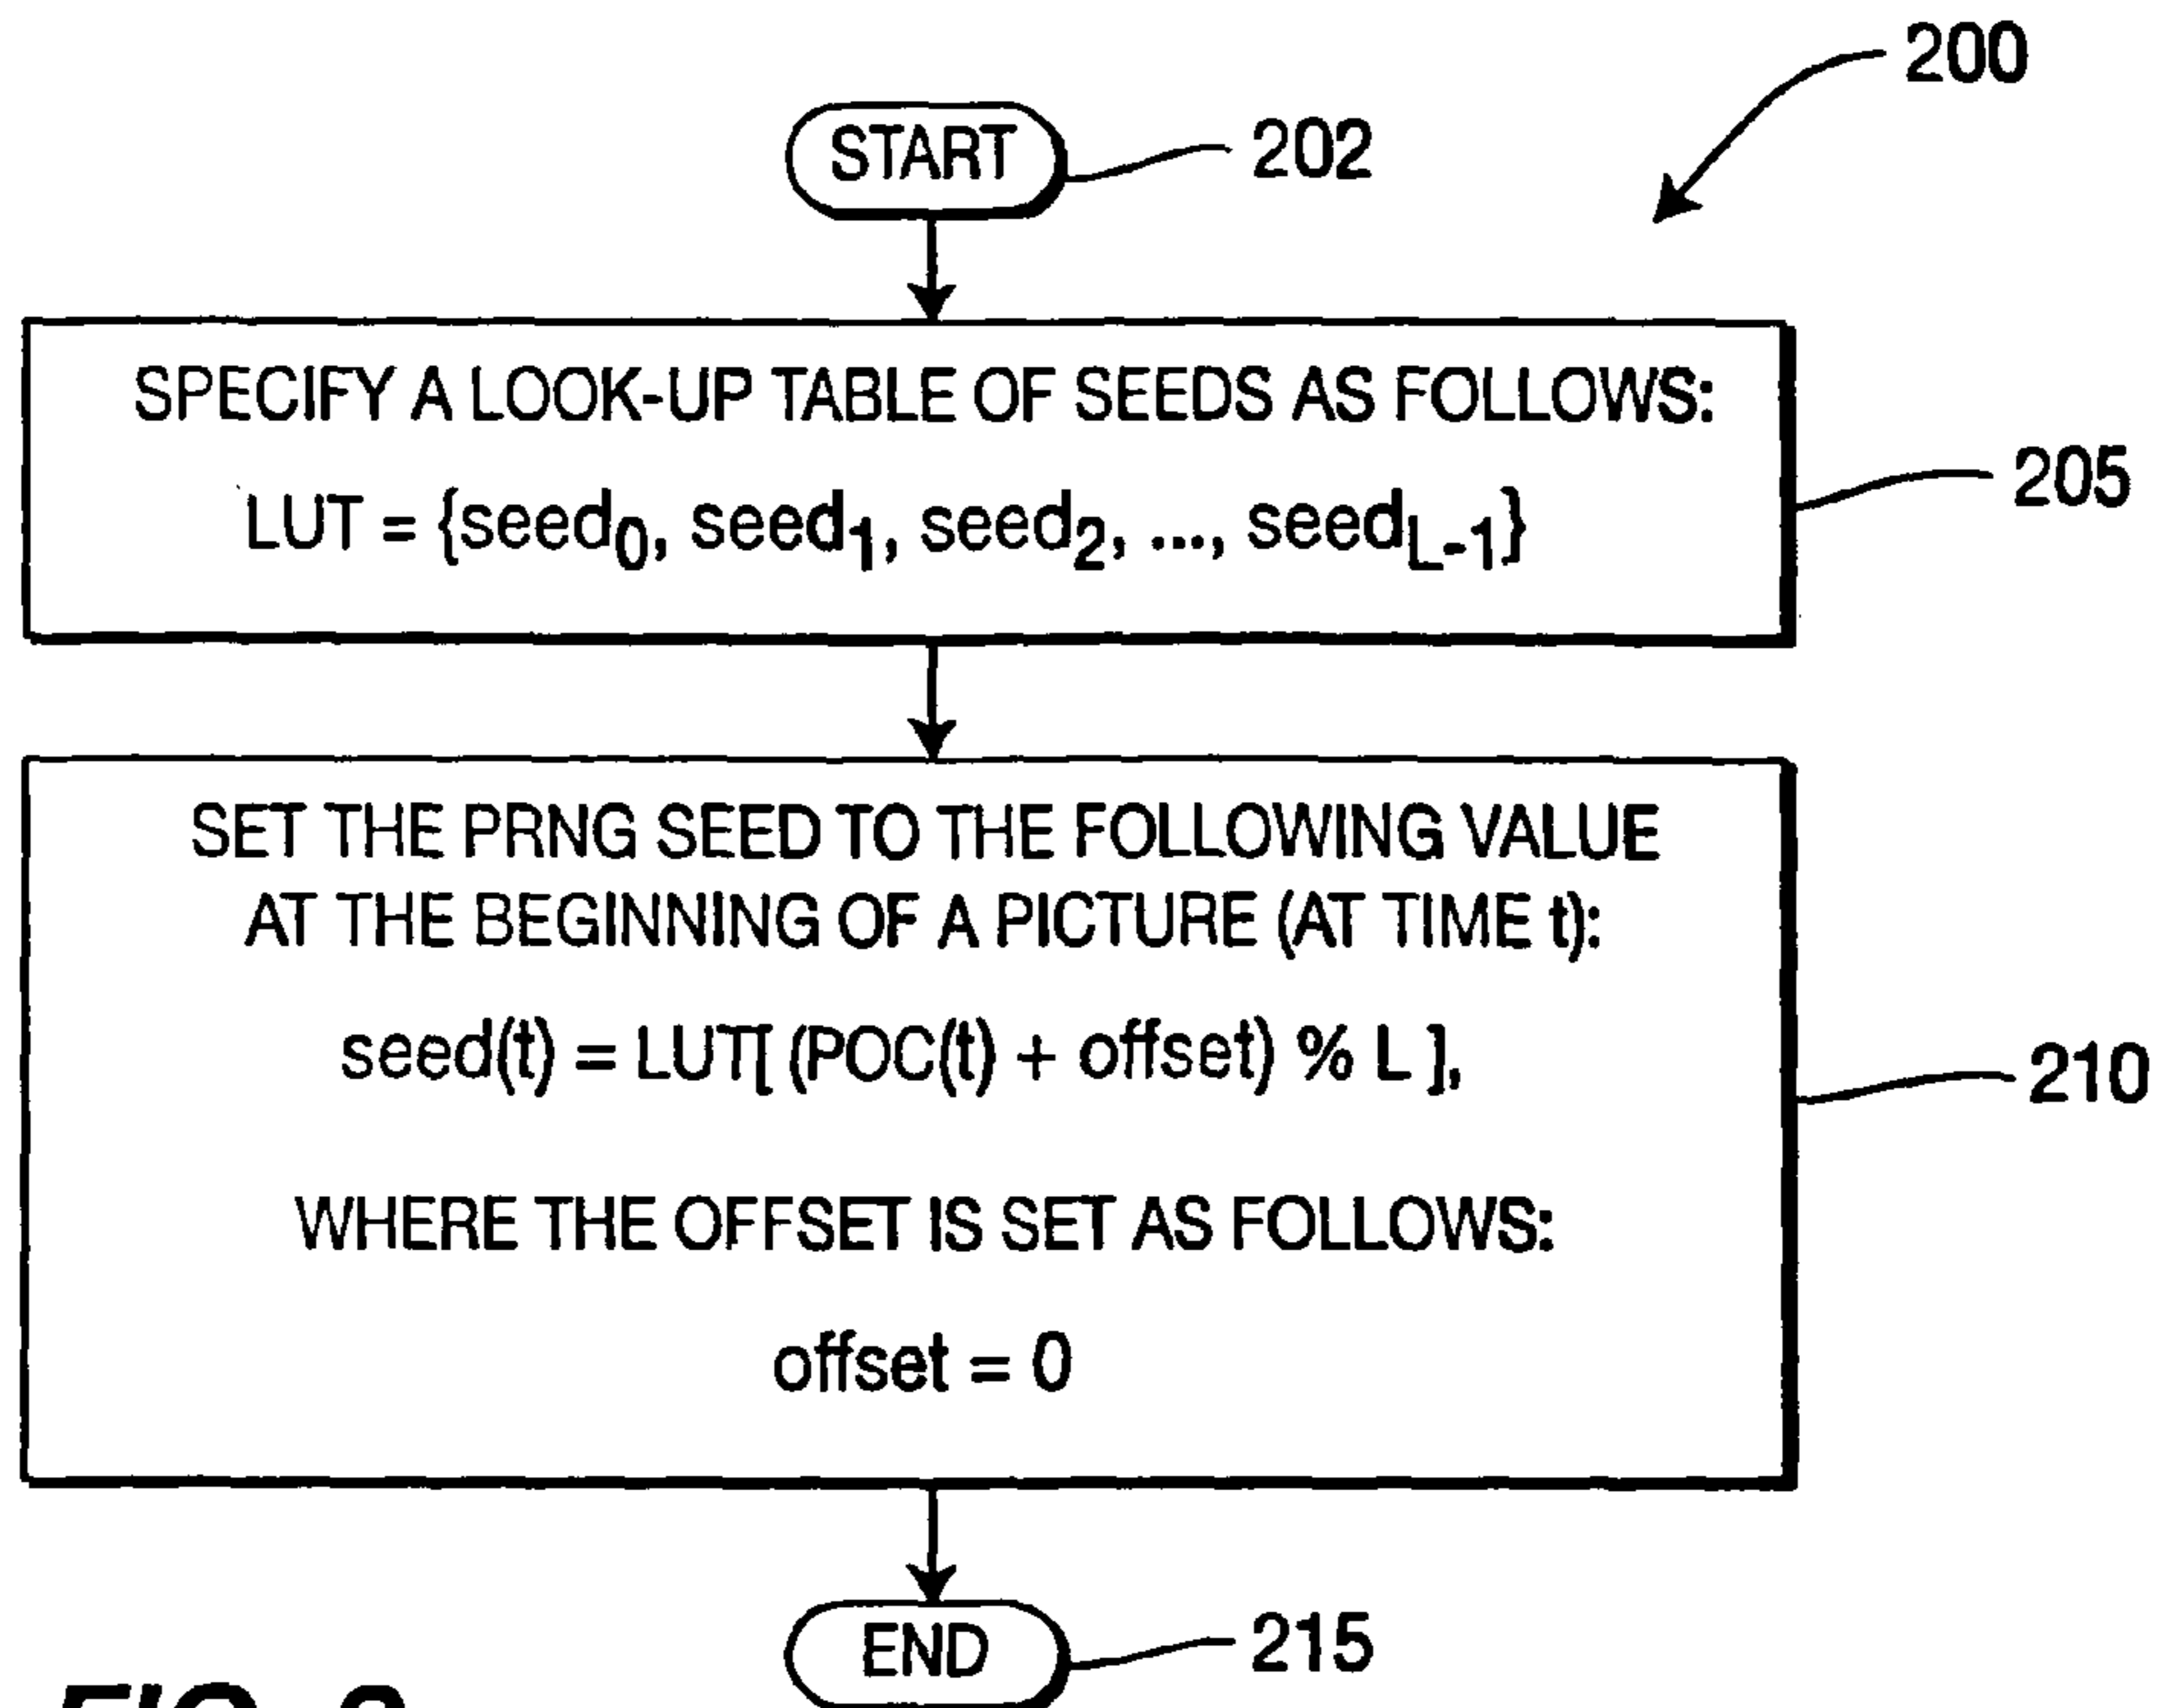 200
START
202
SPECIFY A LOOK-UP TABLE OF SEEDS AS FOLLOWS:
LUT = {seed0, seed1, seed2, ..., seedL-1}
205
SET THE PRNG SEED TO THE FOLLOWING VALUE
AT THE BEGINNING OF A PICTURE (AT TIME t):
seed(t) = LUT[ (POC(t) + offset) % L ],
210
WHERE THE OFFSET IS SET AS FOLLOWS:
offset = 0
END
215